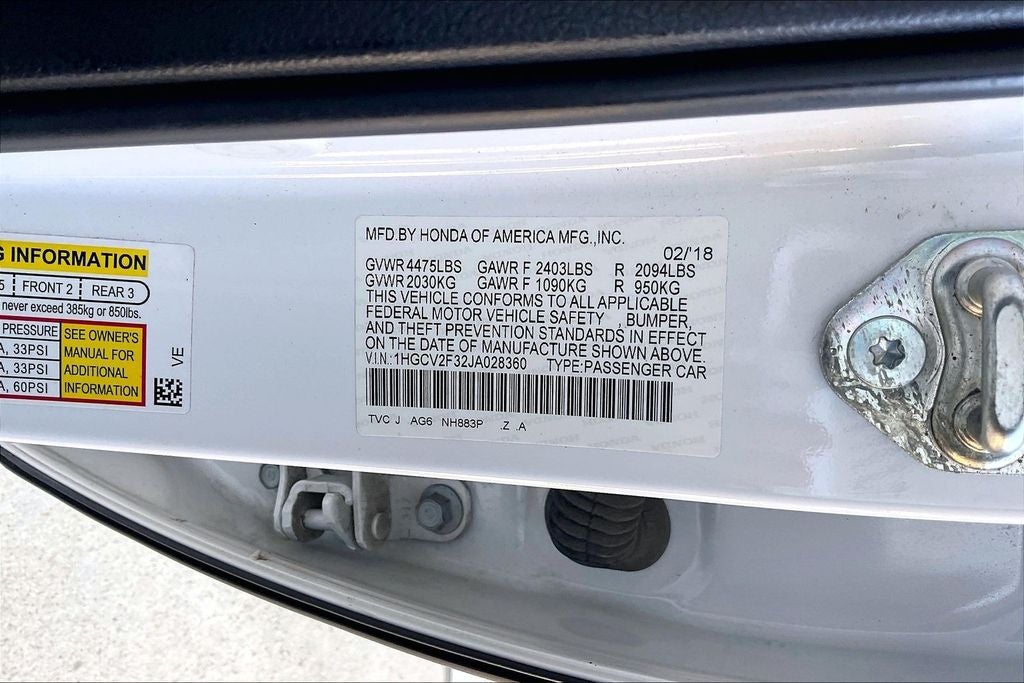 G INFORMATION
5 FRONT 2 REAR 3
never exceed 385kg or 850lbs.
PRESSURE SEE OWNER'S
A, 33PSI MANUAL FOR
A, 33PSI ADDITIONAL
A, 60PSI INFORMATION
VE
MFD.BY HONDA OF AMERICA MFG.,INC.
02/'18
GVWR 4475LBS GAWR F 2403LBS R 2094LBS
GVWR 2030KG GAWR F 1090KG R 950KG
THIS VEHICLE CONFORMS TO ALL APPLICABLE
FEDERAL MOTOR VEHICLE SAFETY , BUMPER,
AND THEFT PREVENTION STANDARDS IN EFFECT
ON THE DATE OF MANUFACTURE SHOWN ABOVE.
V.I.N: 1HGCV2F32JA028360 TYPE:PASSENGER CAR
TVC J AG6 NH883P .Z .A